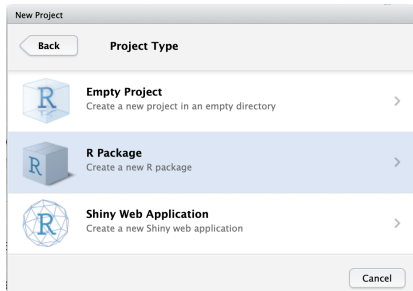 New Project
Back
Project Type
R
Empty Project
Create a new project in an empty directory
R
R Package
Create a new R package
R
Shiny Web Application
Create a new Shiny web application
Cancel